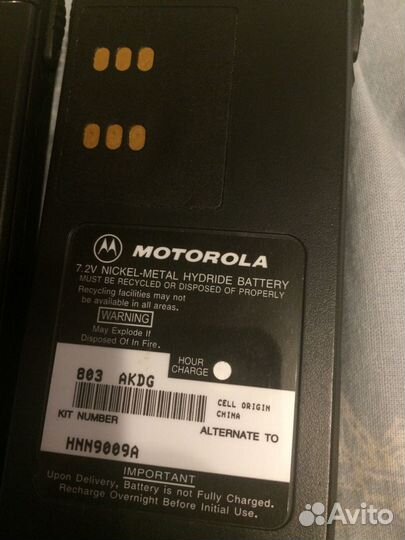 MOTOROLA
7.2V NICKEL-METAL HYDRIDE BATTERY
MUST BE RECYCLED OR DISPOSED OF PROPERLY
Recycling facilities may not
be available in all areas.
WARNING
May Explode If
Disposed Of In Fire.
HOUR
CHARGE
803 AKDG
CELL ORIGIN
CHINA
KIT NUMBER
ALTERNATE TO
HNN9009A
IMPORTANT
Upon Delivery, Battery is not Fully Charged.
Recharge Overnight Before Initial Use.
Avito